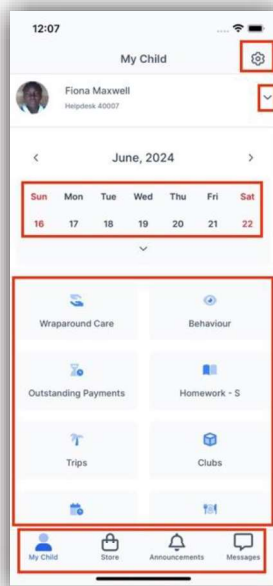 12:07
My Child
Fiona Maxwell
Helpdesk 40007
June, 2024
Sun Mon Tue Wed Thu Fri Sat
16 17 18 19 20 21 22
Wraparound Care Behaviour
Outstanding Payments Homework - S
Trips Clubs
My Child Store Announcements Messages